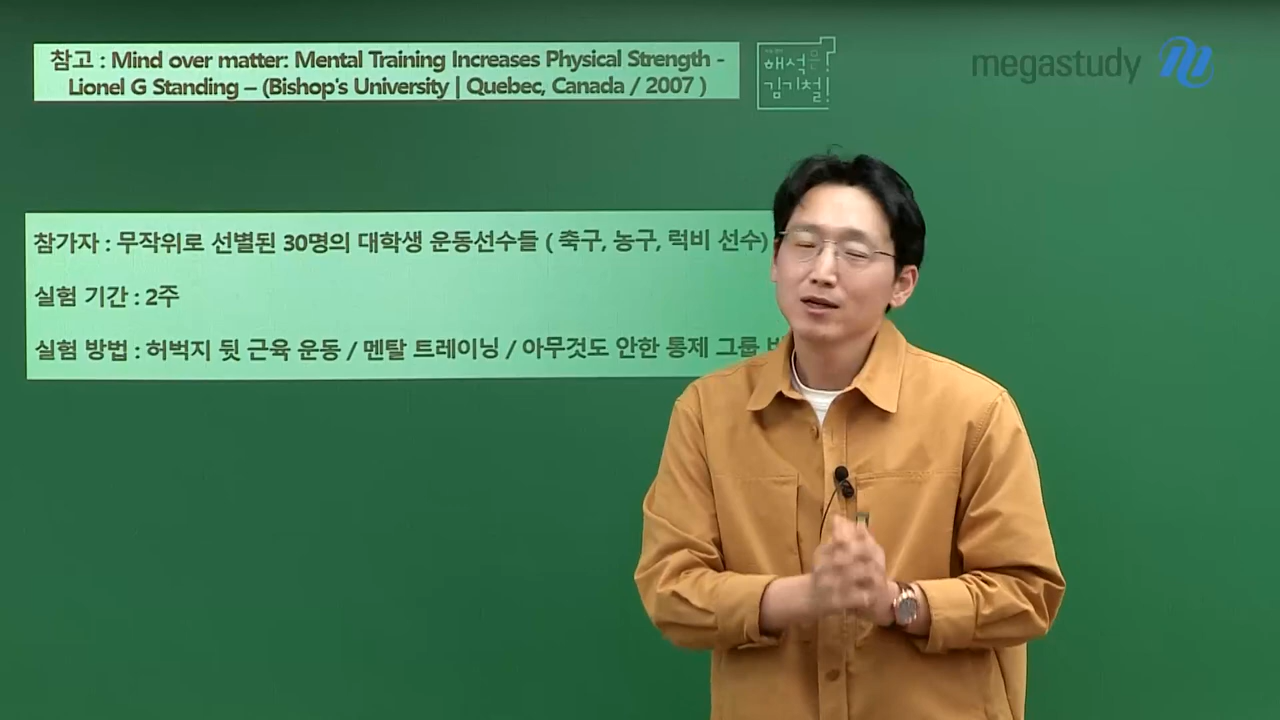 참고 : Mind over matter: Mental Training Increases Physical Strength -
Lionel G Standing – (Bishop's University | Quebec, Canada / 2007 )
해석은!
김기철!
megastudy
참가자 : 무작위로 선별된 30명의 대학생 운동선수들 ( 축구, 농구, 럭비 선수)
실험 기간 : 2주
실험 방법 : 허벅지 뒷 근육 운동 / 멘탈 트레이닝 / 아무것도 안한 통제 그룹